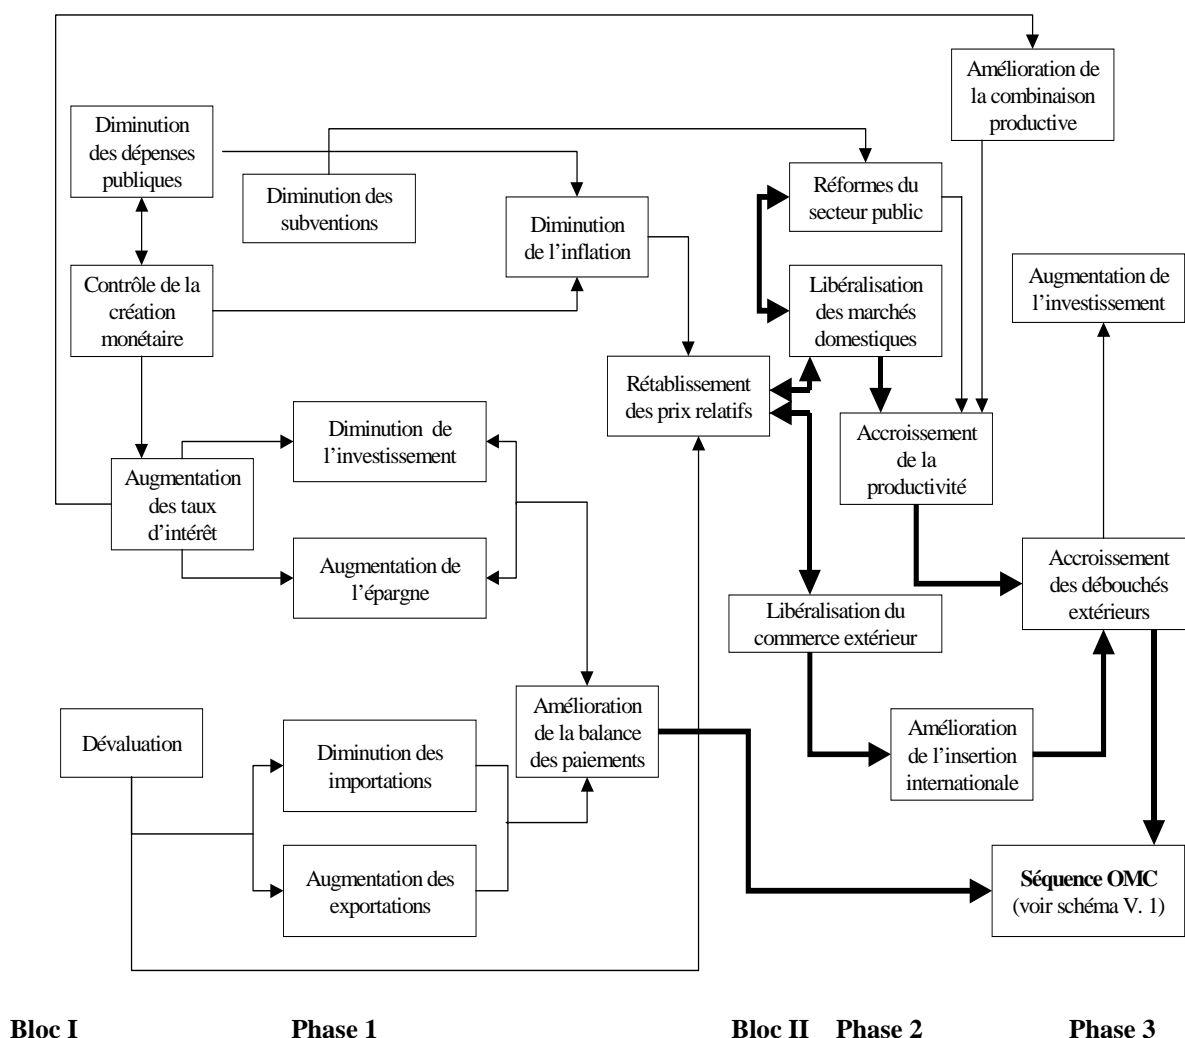 Amélioration de
la combinaison
productive
Diminution
des dépenses
publiques
Diminution des
subventions
Réformes du
secteur public
Diminution
de l’inflation
Contrôle de la
création
monétaire
Libéralisation
des marchés
domestiques
Augmentation de
l’investissement
Rétablissement
des prix relatifs
Diminution de
l’investissement
Accroissement
de la
productivité
Augmentation
des taux
d’intérêt
Augmentation de
l’épargne
Accroissement
des débouchés
extérieurs
Libéralisation du
commerce extérieur
Dévaluation
Diminution des
importations
Amélioration
de la balance
des paiements
Amélioration
de l’insertion
internationale
Augmentation des
exportations
Séquence OMC
(voir schéma V. 1)
Bloc I Phase 1 Bloc II Phase 2 Phase 3